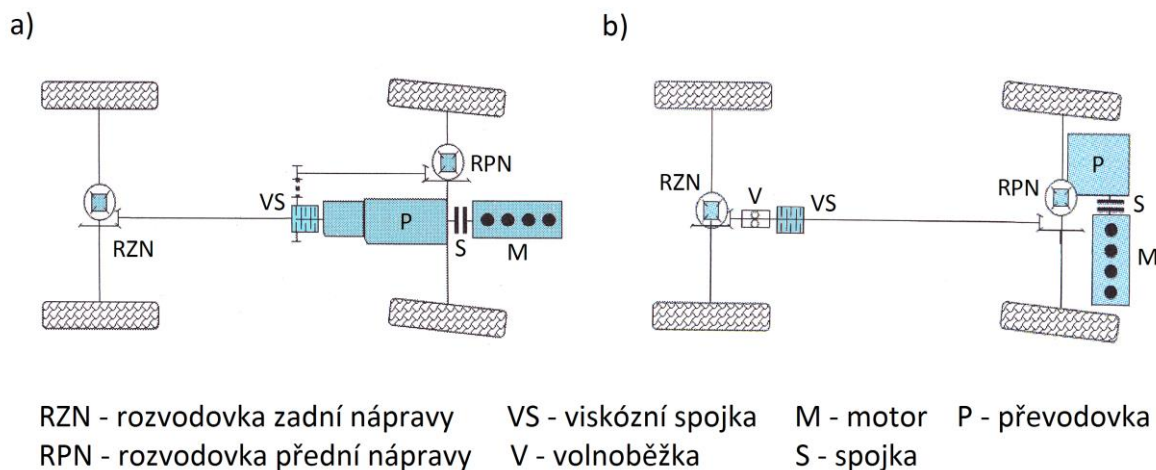 a)
b)
RPN
VS
P
RZN
S
M
RZN
V
VS
RPN
P
S
M
RZN - rozvodovka zadní nápravy VS - viskózní spojka M - motor P - převodovka
RPN - rozvodovka přední nápravy V - volnoběžka S - spojka